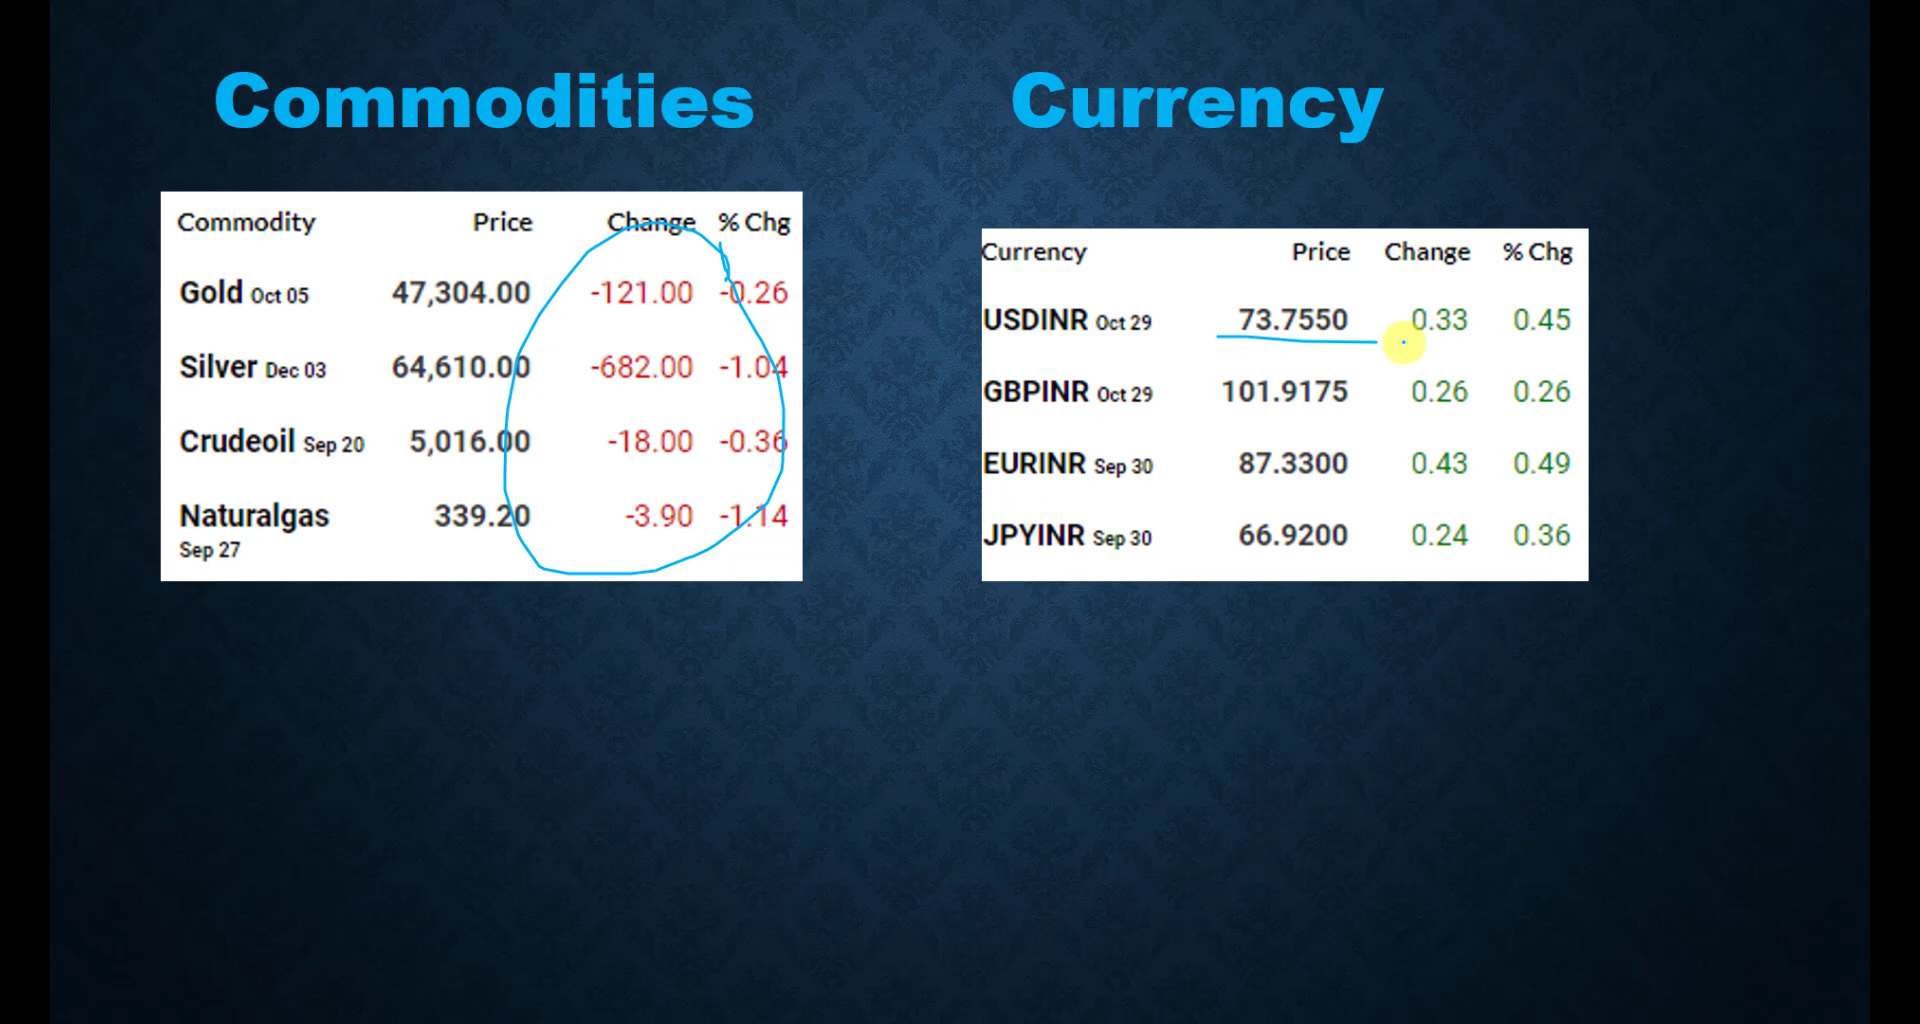 Commodities
Commodity Price Change % Chg
Gold Oct 05 47,304.00 -121.00 -0.26
Silver Dec 03 64,610.00 -682.00 -1.04
Crudeoil Sep 20 5,016.00 -18.00 -0.36
Naturalgas 339.20 -3.90 -1.14
Sep 27
Currency
Currency Price Change % Chg
USDINR Oct 29 73.7550 0.33 0.45
GBPINR Oct 29 101.9175 0.26 0.26
EURINR Sep 30 87.3300 0.43 0.49
JPYINR Sep 30 66.9200 0.24 0.36